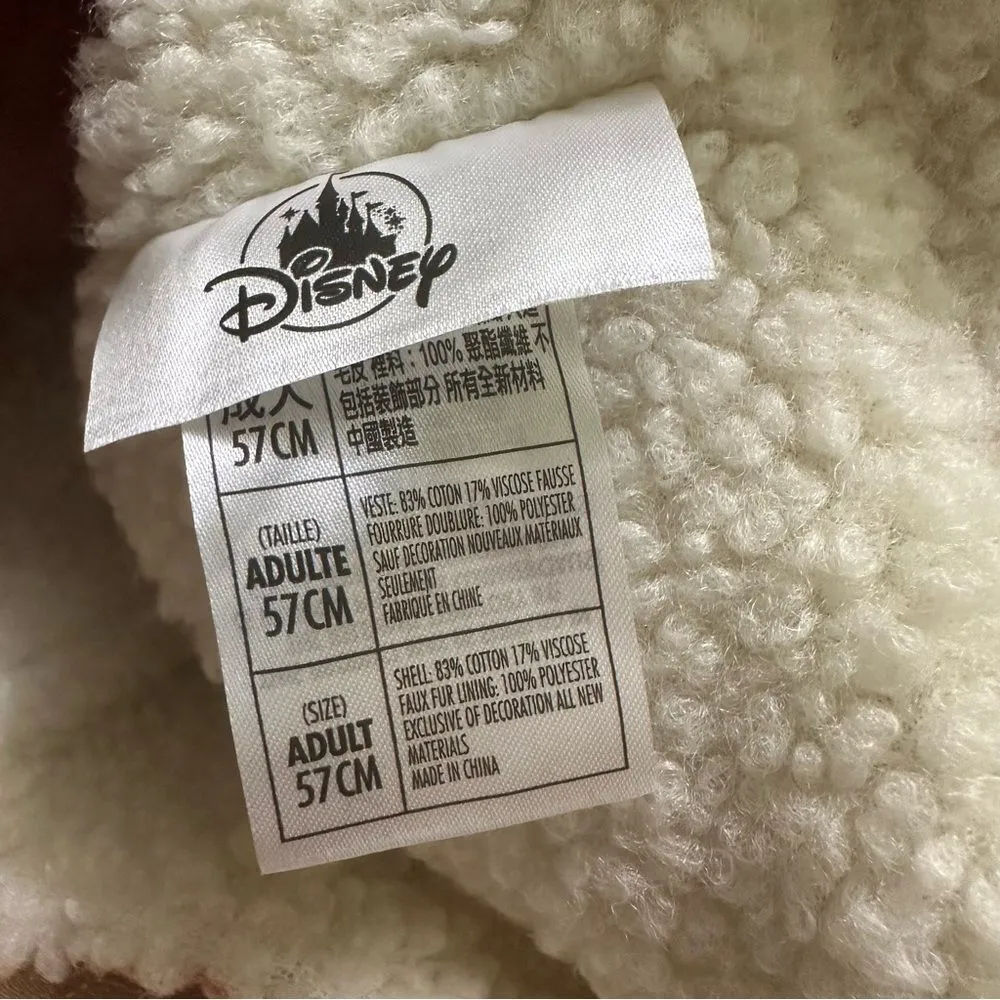 DISNEY
毛皮 裡料：100% 聚酯纖維 不
包括裝飾部分 所有全新材料
中國製造
成人
57CM
(TAILLE)
ADULTE
57CM
VESTE: 83% COTON 17% VISCOSE FAUSSE
FOURRURE DOUBLURE: 100% POLYESTER
SAUF DECORATION NOUVEAUX MATERIAUX
SEULEMENT
FABRIQUÉ EN CHINE
(SIZE)
ADULT
57CM
SHELL: 83% COTTON 17% VISCOSE
FAUX FUR LINING: 100% POLYESTER
EXCLUSIVE OF DECORATION ALL NEW
MATERIALS
MADE IN CHINA